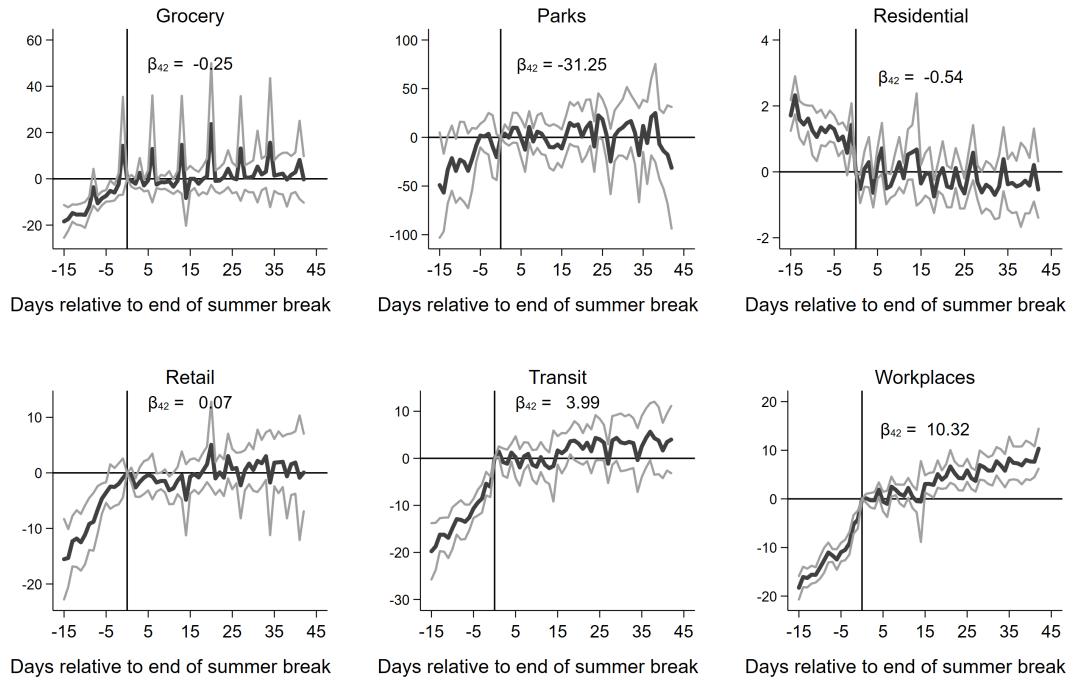 Grocery
60
40
20
0
-20
β₄₂ = -0.25
-15 -5 5 15 25 35 45
Days relative to end of summer break
Parks
100
50
0
-50
-100
β₄₂ = -31.25
-15 -5 5 15 25 35 45
Days relative to end of summer break
Residential
4
2
0
-2
β₄₂ = -0.54
-15 -5 5 15 25 35 45
Days relative to end of summer break
Retail
10
0
-10
-20
β₄₂ = 0.07
-15 -5 5 15 25 35 45
Days relative to end of summer break
Transit
10
0
-10
-20
-30
β₄₂ = 3.99
-15 -5 5 15 25 35 45
Days relative to end of summer break
Workplaces
20
10
0
-10
-20
β₄₂ = 10.32
-15 -5 5 15 25 35 45
Days relative to end of summer break